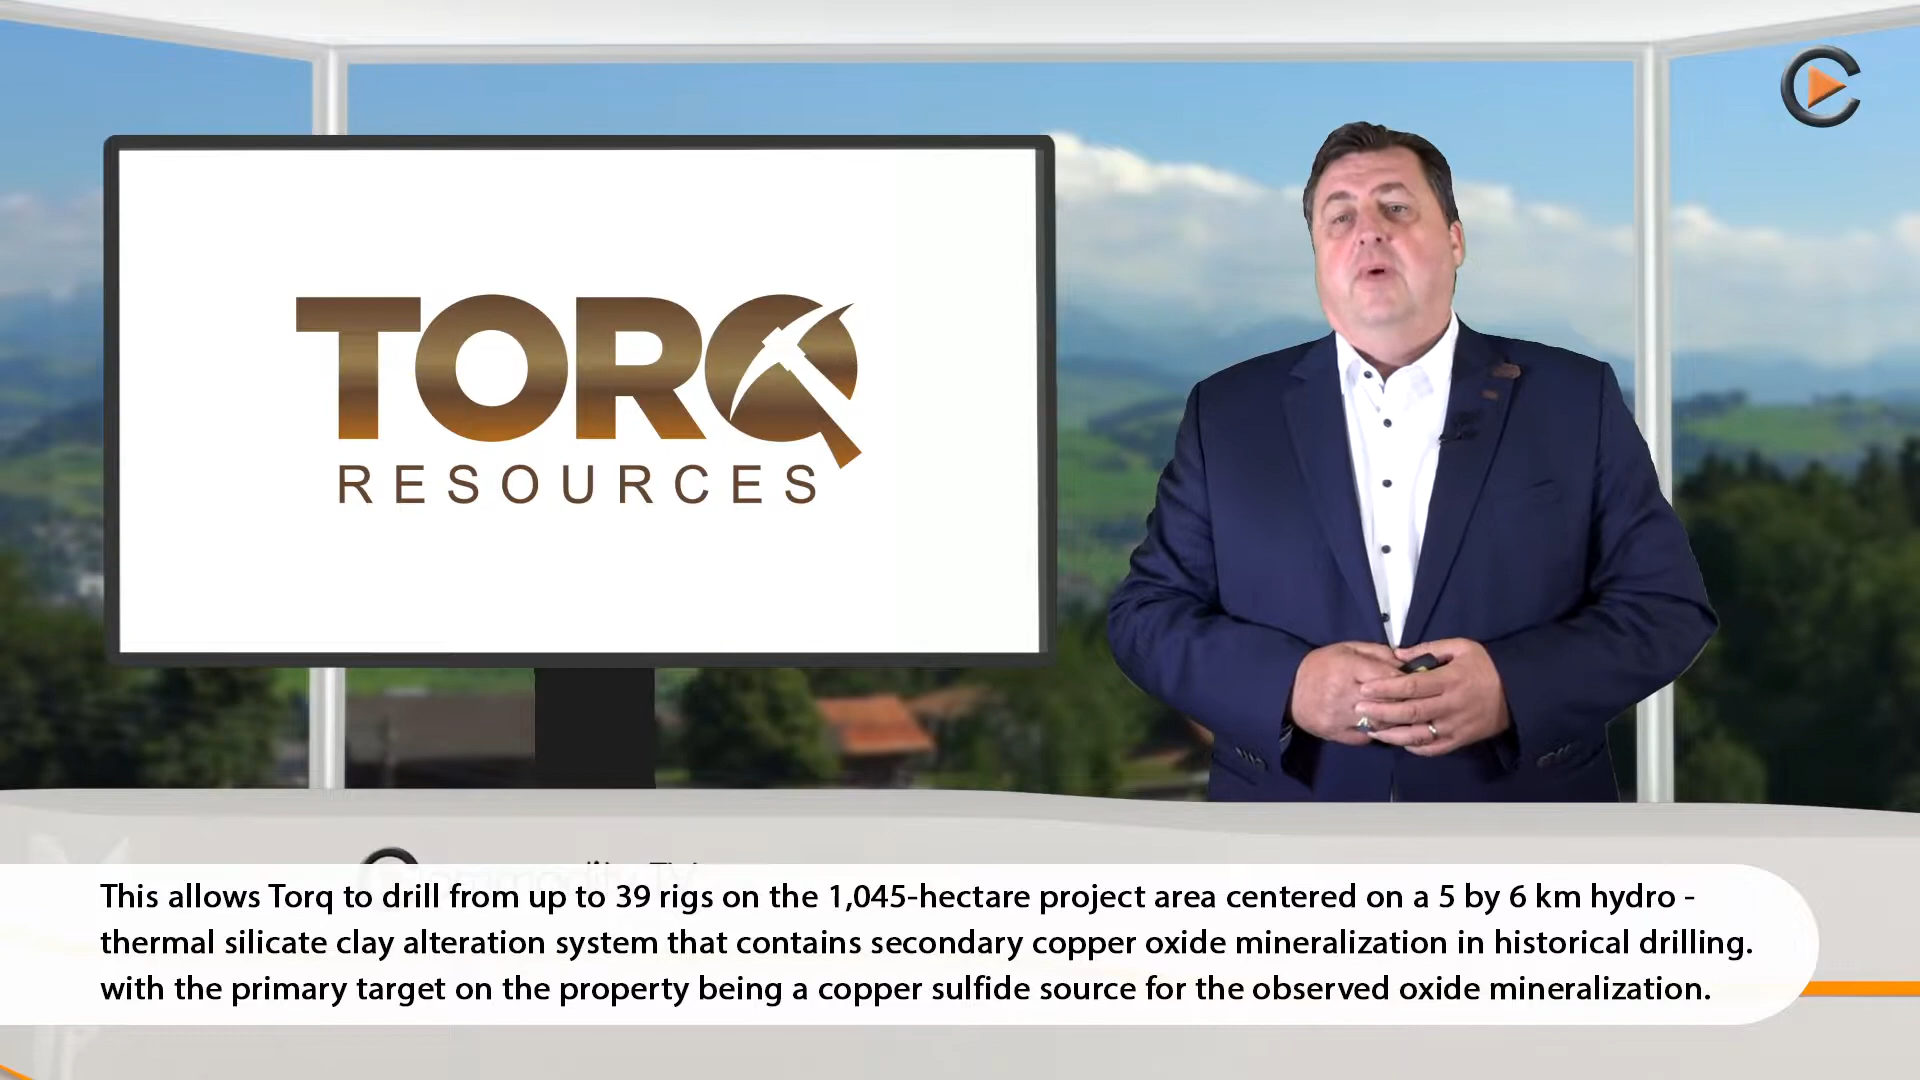 TORQ
RESOURCES
This allows Torq to drill from up to 39 rigs on the 1,045-hectare project area centered on a 5 by 6 km hydro -
thermal silicate clay alteration system that contains secondary copper oxide mineralization in historical drilling.
with the primary target on the property being a copper sulfide source for the observed oxide mineralization.